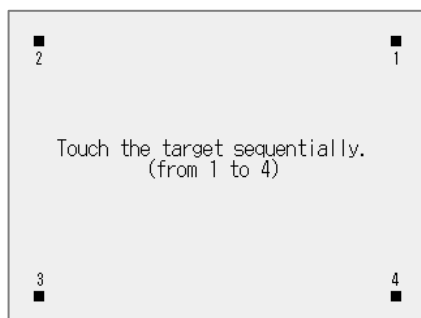 2 1
Touch the target sequentially.
(from 1 to 4)
3 4